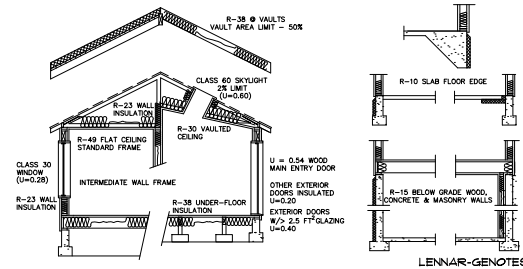 R-38 @ VAULTS
VAULT AREA LIMIT - 50%
CLASS 60 SKYLIGHT
2% LIMIT
(U=0.60)
R-23 WALL
INSULATION
R-49 FLAT CEILING
STANDARD FRAME
R-30 VAULTED
CEILING
CLASS 30
WINDOW
(U=0.28)
INTERMEDIATE WALL FRAME
R-23 WALL
INSULATION
R-38 UNDER-FLOOR
INSULATION
U = 0.54 WOOD
MAIN ENTRY DOOR
OTHER EXTERIOR
DOORS INSULATED
U=0.20
EXTERIOR DOORS
W/> 2.5 FT² GLAZING
U=0.40
R-10 SLAB FLOOR EDGE
R-15 BELOW GRADE WOOD,
CONCRETE & MASONRY WALLS
LENNAR-GENOTES